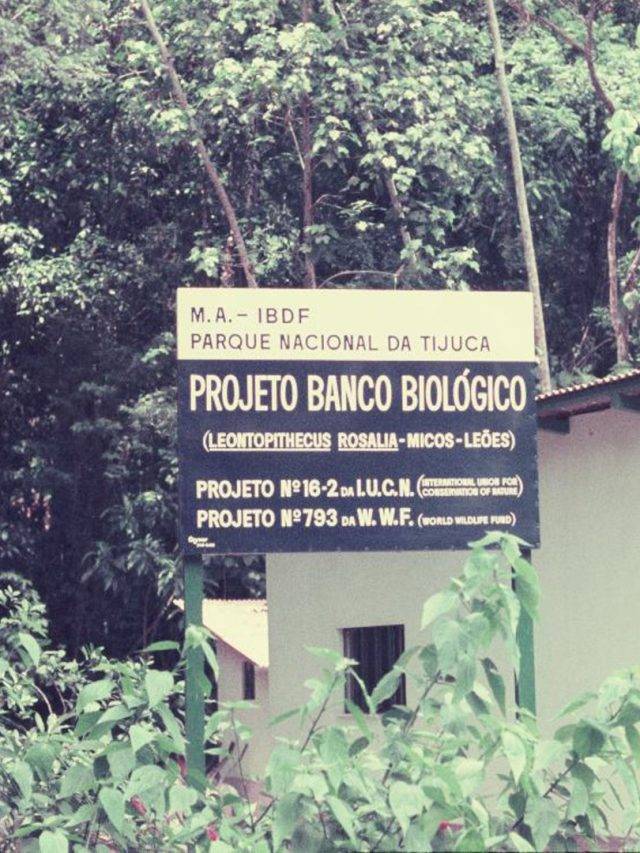 M.A.- IBDF
PARQUE NACIONAL DA TIJUCA
PROJETO BANCO BIOLÓGICO
(LEONTOPITHECUS ROSALIA-MICOS-LEÕES)
PROJETO Nº16-2 DA I.U.C.N. (INTERNATIONAL UNION FOR CONSERVATION OF NATURE)
PROJETO Nº793 DA W.W.F. (WORLD WILDLIFE FUND)